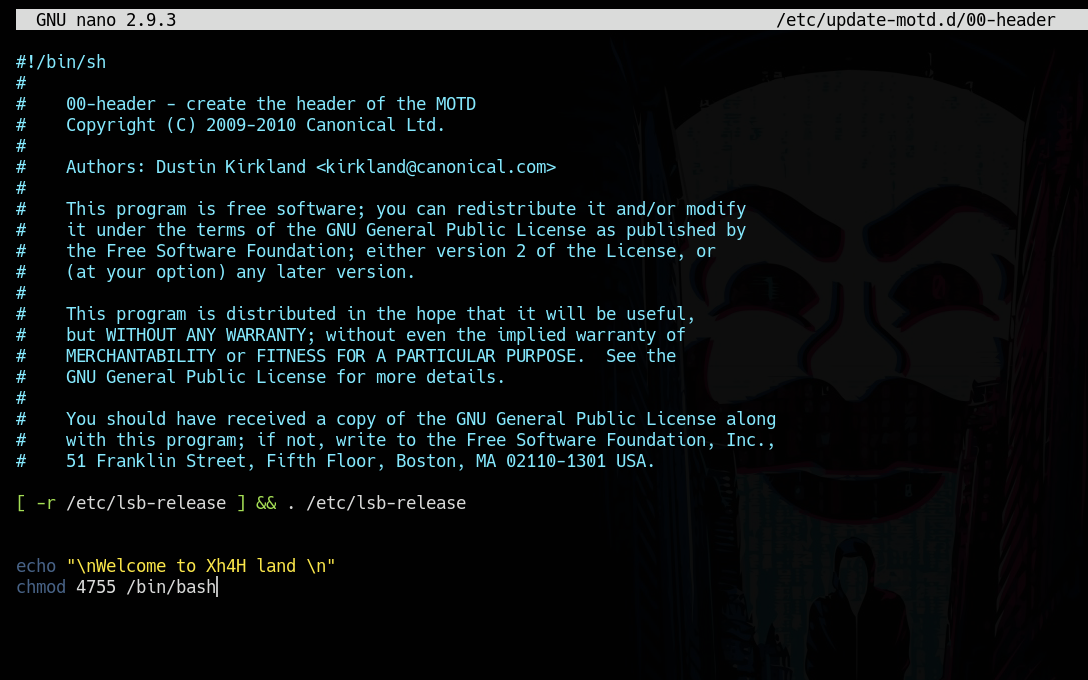 GNU nano 2.9.3 /etc/update-motd.d/00-header
#!/bin/sh
#
#    00-header - create the header of the MOTD
#    Copyright (C) 2009-2010 Canonical Ltd.
#
#    Authors: Dustin Kirkland <kirkland@canonical.com>
#
#    This program is free software; you can redistribute it and/or modify
#    it under the terms of the GNU General Public License as published by
#    the Free Software Foundation; either version 2 of the License, or
#    (at your option) any later version.
#
#    This program is distributed in the hope that it will be useful,
#    but WITHOUT ANY WARRANTY; without even the implied warranty of
#    MERCHANTABILITY or FITNESS FOR A PARTICULAR PURPOSE.  See the
#    GNU General Public License for more details.
#
#    You should have received a copy of the GNU General Public License along
#    with this program; if not, write to the Free Software Foundation, Inc.,
#    51 Franklin Street, Fifth Floor, Boston, MA 02110-1301 USA.
[ -r /etc/lsb-release ] && . /etc/lsb-release
echo "\nWelcome to Xh4H land \n"
chmod 4755 /bin/bash